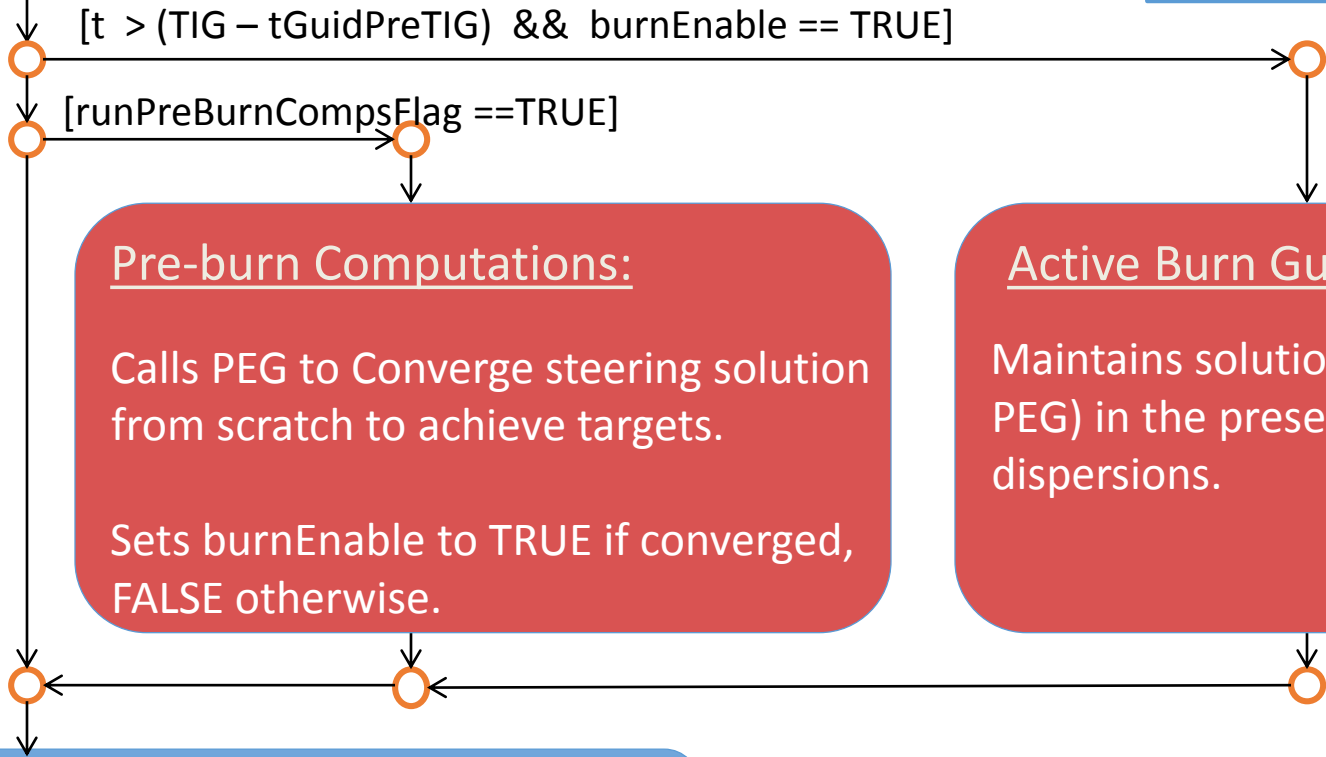 [t > (TIG – tGuidPreTIG) && burnEnable == TRUE]
[runPreBurnCompsFlag ==TRUE]
Pre-burn Computations:
Calls PEG to Converge steering solution
from scratch to achieve targets.
Sets burnEnable to TRUE if converged,
FALSE otherwise.
Active Burn Gu
Maintains solutio
PEG) in the prese
dispersions.